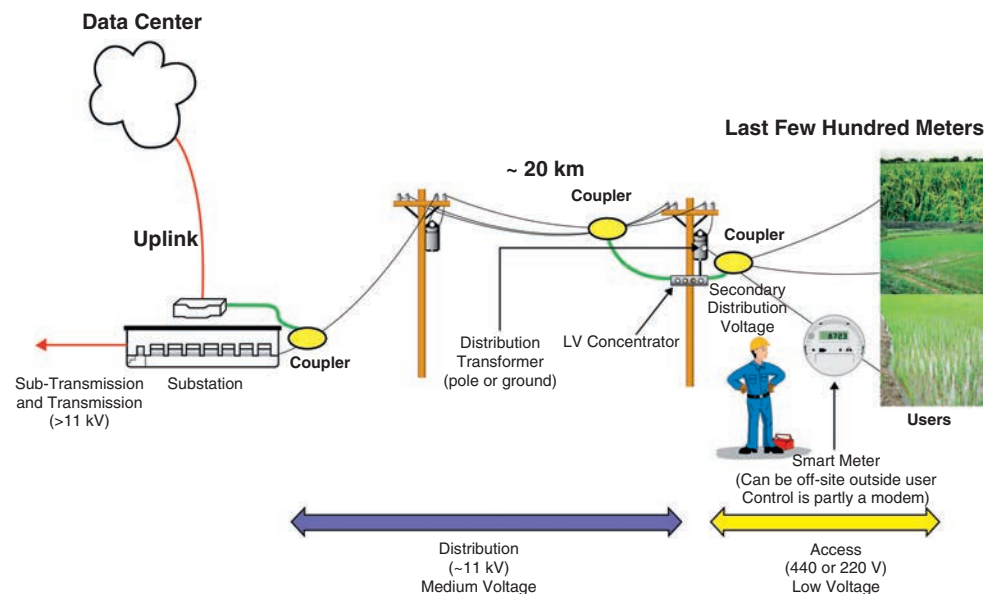 Data Center
Last Few Hundred Meters
~ 20 km
Coupler
Uplink
Coupler
Secondary
Distribution
Voltage
Coupler
Distribution
Transformer
(pole or ground)
LV Concentrator
Sub-Transmission
and Transmission
(>11 kV)
Substation
Users
Smart Meter
(Can be off-site outside user
Control is partly a modem)
Distribution
(~11 kV)
Medium Voltage
Access
(440 or 220 V)
Low Voltage